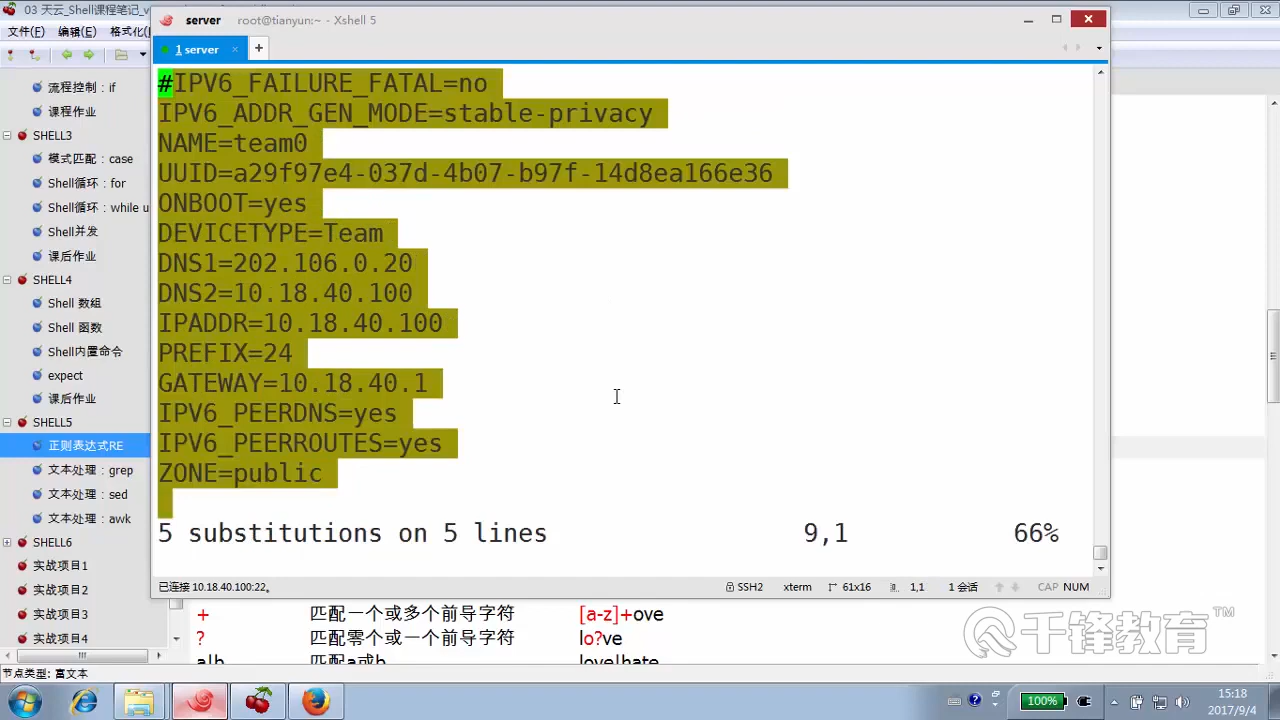 03 天云_Shell课程笔记_v
server root@tianyun:~ - Xshell 5
文件(F) 编辑(E) 格式化(
1 server × +
流程控制：if
课程作业
SHELL3
模式匹配：case
Shell循环：for
Shell循环：while u
Shell并发
课后作业
SHELL4
Shell 数组
Shell 函数
Shell内置命令
expect
课后作业
SHELL5
正则表达式RE
文本处理：grep
文本处理：sed
文本处理：awk
SHELL6
实战项目1
实战项目2
实战项目3
实战项目4
节点类型: 富文本
#IPV6_FAILURE_FATAL=no
IPV6_ADDR_GEN_MODE=stable-privacy
NAME=team0
UUID=a29f97e4-037d-4b07-b97f-14d8ea166e36
ONBOOT=yes
DEVICETYPE=Team
DNS1=202.106.0.20
DNS2=10.18.40.100
IPADDR=10.18.40.100
PREFIX=24
GATEWAY=10.18.40.1
IPV6_PEERDNS=yes
IPV6_PEERROUTES=yes
ZONE=public
5 substitutions on 5 lines 9,1 66%
已连接 10.18.40.100:22。 SSH2 xterm 61x16 1,1 1 会话 CAP NUM
+ 匹配一个或多个前导字符 [a-z]+ove
? 匹配零个或一个前导字符 lo?ve
a|b 匹配a或b love|hate
千锋教育™
100%
15:18
2017/9/4